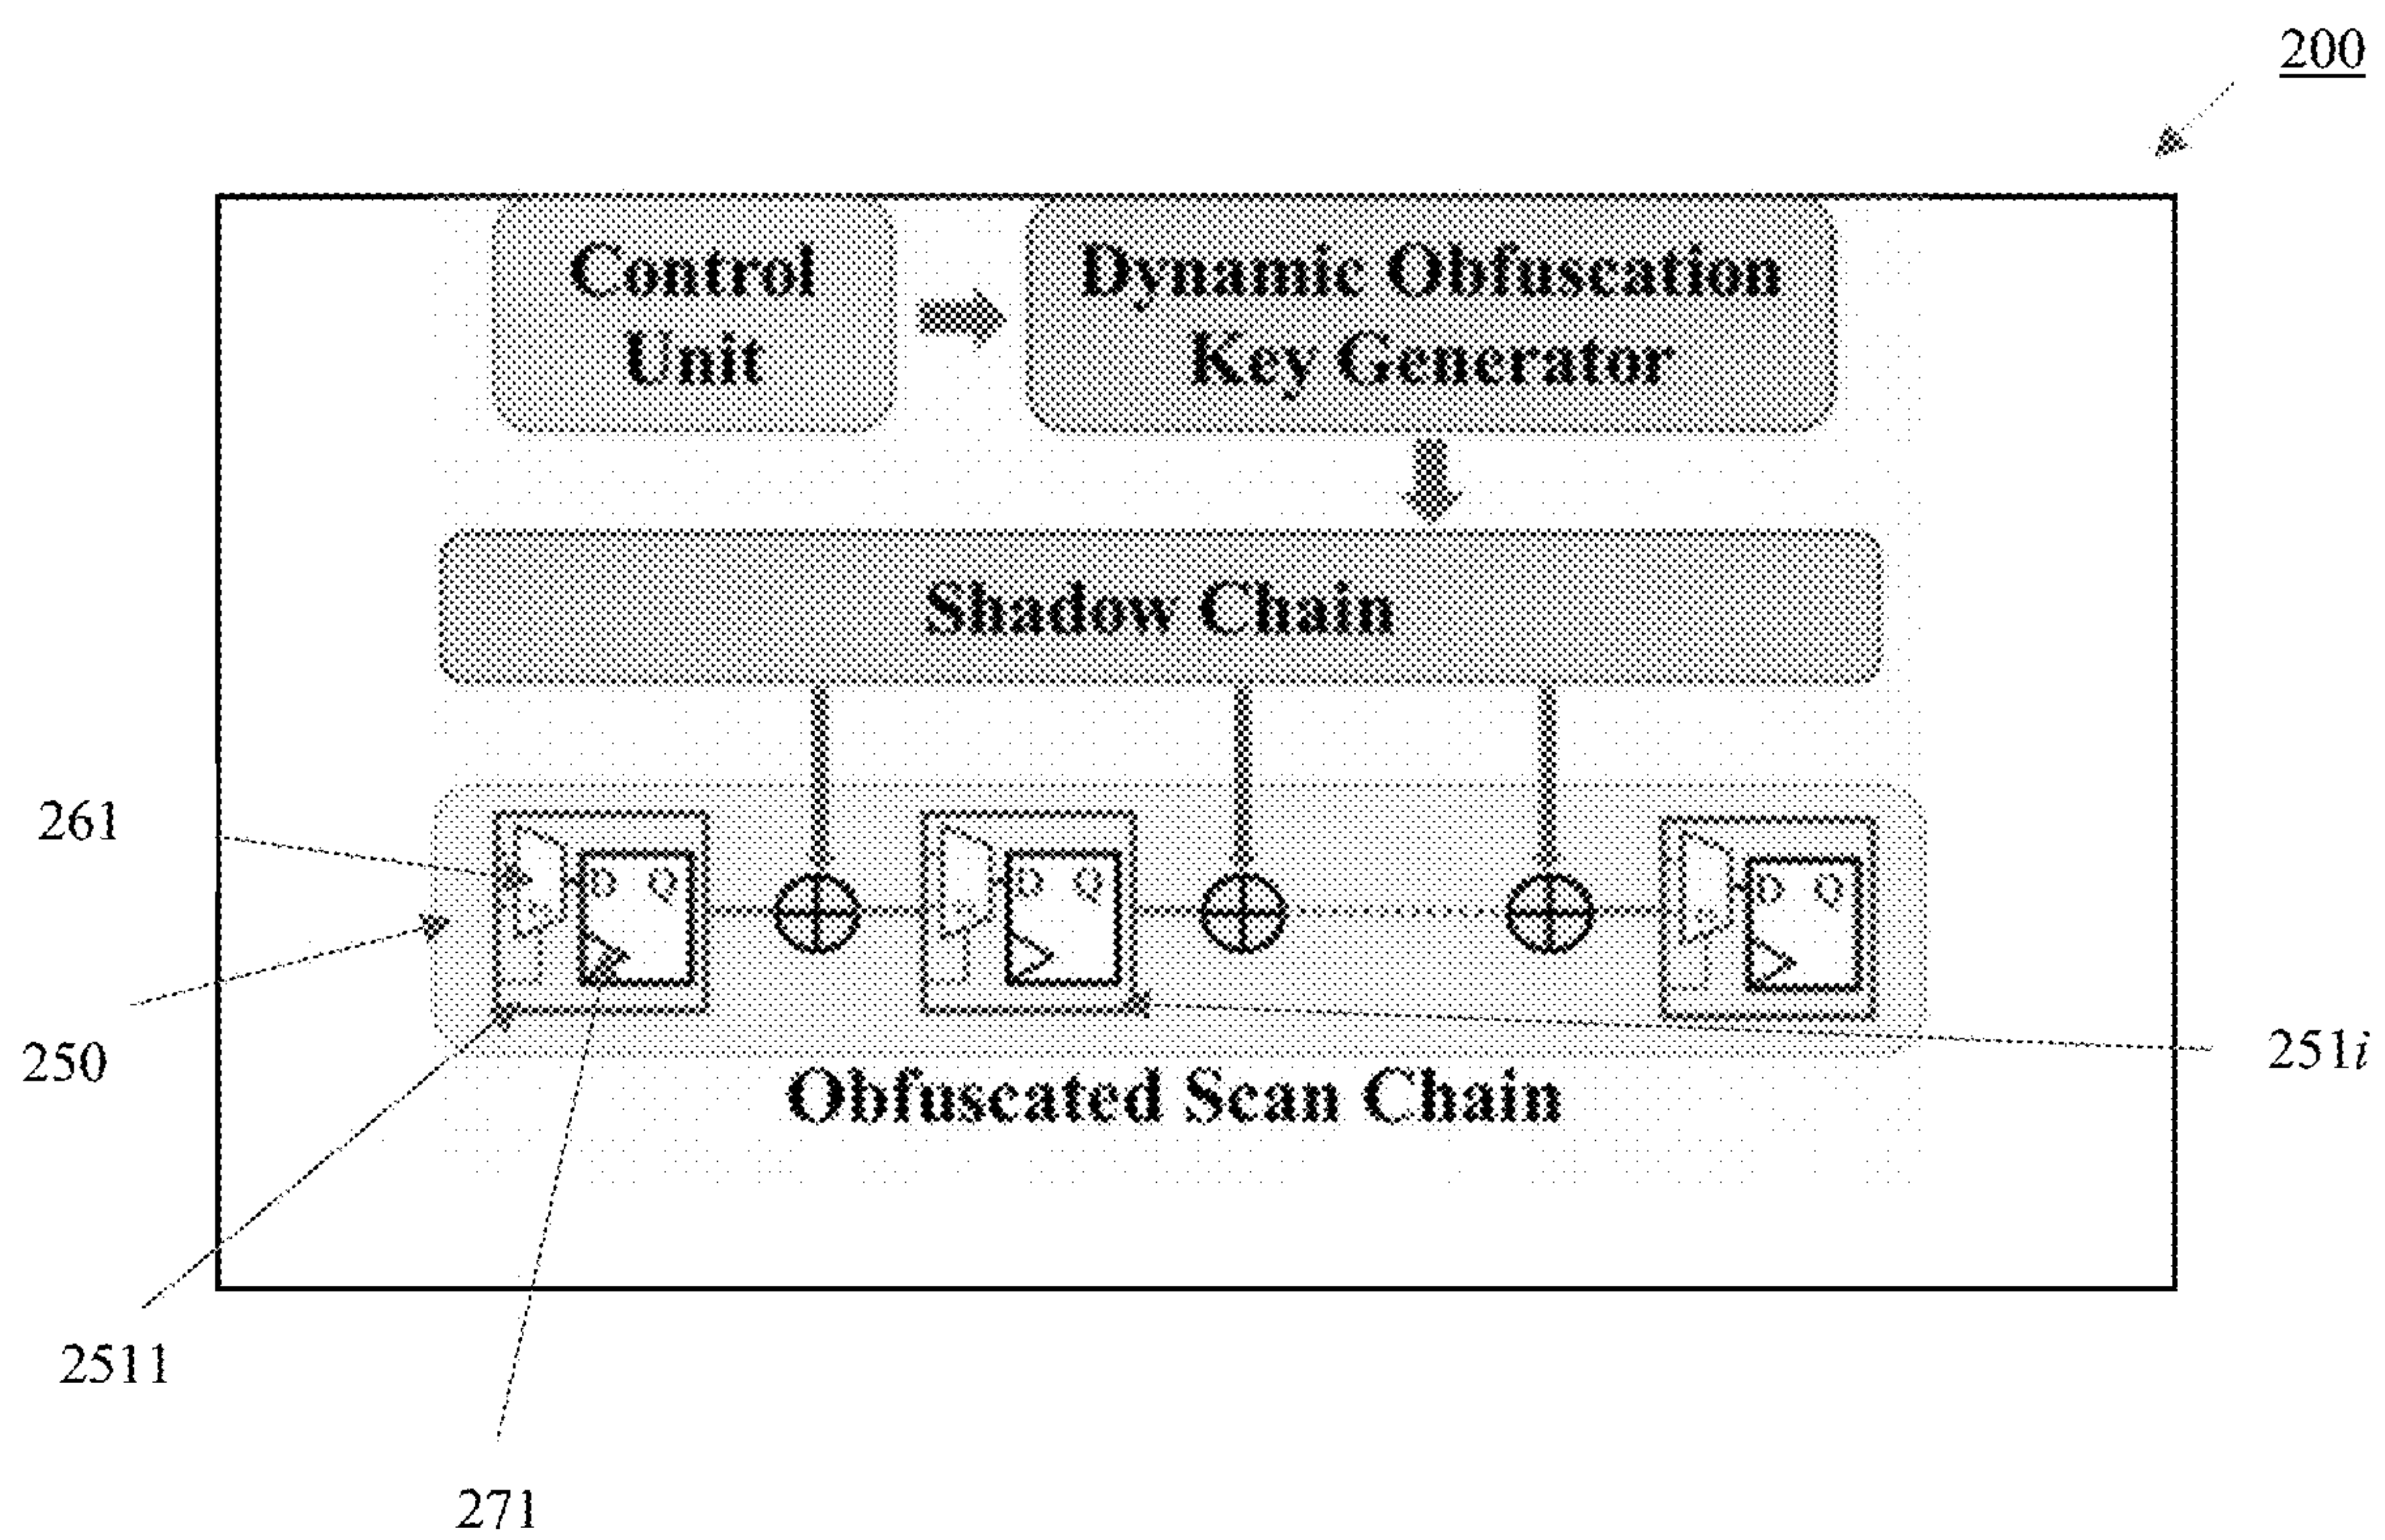 200
Control
Unit
Dynamic Obfuscation
Key Generator
Shadow Chain
261
D Q
D Q
D Q
250
251i
Obfuscated Scan Chain
2511
271